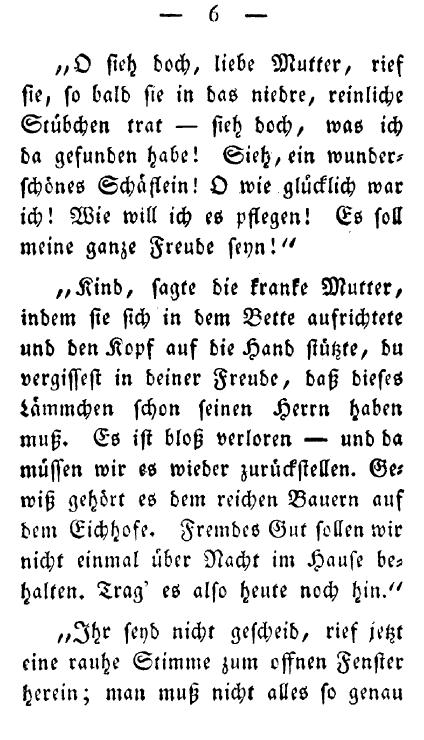 — 6 —
„O sieh doch, liebe Mutter, rief
sie, so bald sie in das niedre, reinliche
Stübchen trat — sieh doch, was ich
da gefunden habe! Sieh, ein wunder⸗
schönes Schäflein! O wie glücklich war
ich! Wie will ich es pflegen! Es soll
meine ganze Freude seyn!“
„Kind, sagte die kranke Mutter,
indem sie sich in dem Bette aufrichtete
und den Kopf auf die Hand stützte, du
vergissest in deiner Freude, daß dieses
Lämmchen schon seinen Herrn haben
muß. Es ist bloß verloren — und da
müssen wir es wieder zurückstellen. Ge⸗
wiß gehört es dem reichen Bauern auf
dem Eichhofe. Fremdes Gut sollen wir
nicht einmal über Nacht im Hause be⸗
halten. Trag' es also heute noch hin.“
„Ihr seyd nicht gescheid, rief jetzt
eine rauhe Stimme zum offnen Fenster
herein; man muß nicht alles so genau